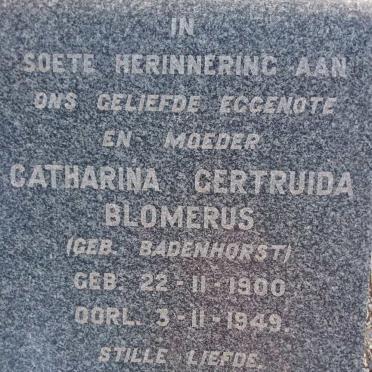 IN
SOETE HERINNERING AAN
ONS GELIEFDE EGGENOTE
EN MOEDER
CATHARINA GERTRUIDA
BLOMERUS
(GEB. BADENHORST)
GEB. 22-11-1900
OORL. 3-11-1949.
STILLE LIEFDE.